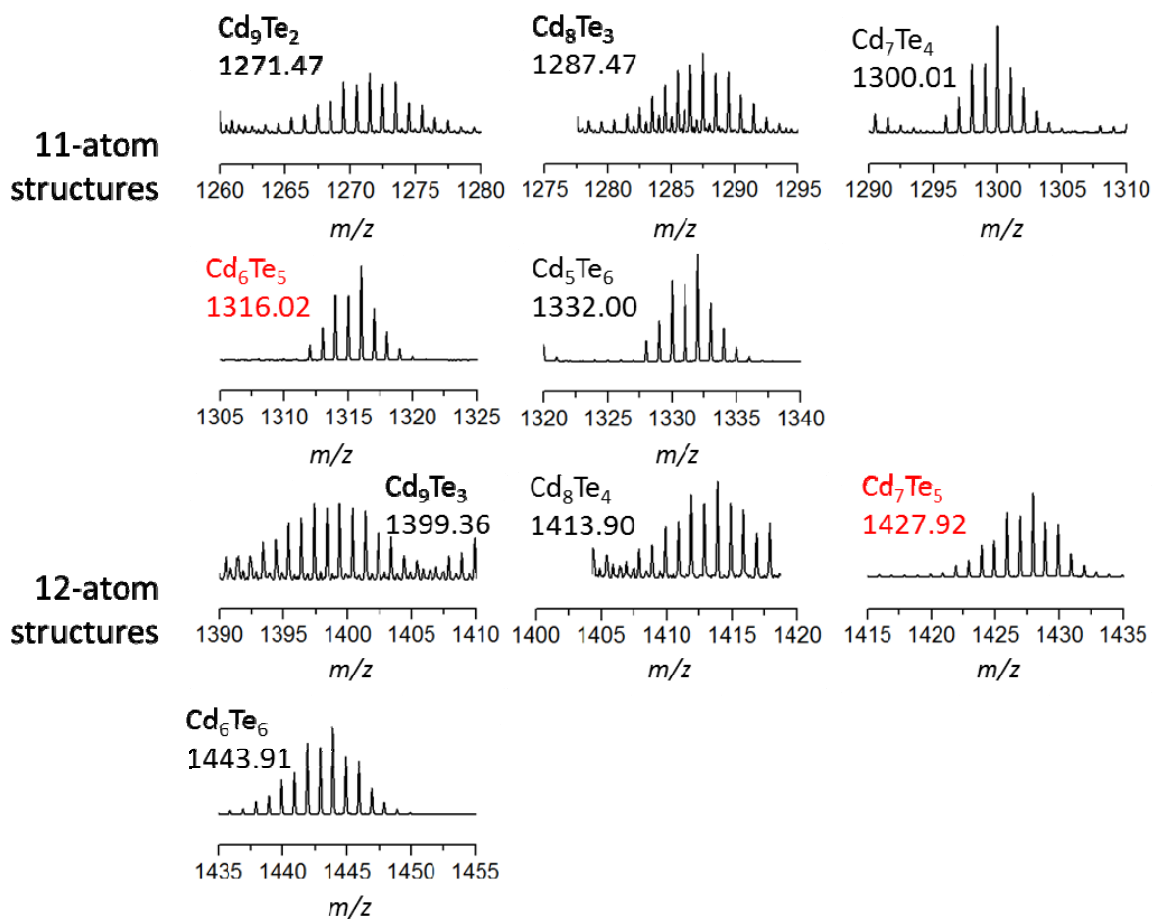 Cd₉Te₂
1271.47
Cd₈Te₃
1287.47
Cd₇Te₄
1300.01
11-atom
structures
1260 1265 1270 1275 1280
m/z
1275 1280 1285 1290 1295
m/z
1290 1295 1300 1305 1310
m/z
Cd₆Te₅
1316.02
Cd₅Te₆
1332.00
1305 1310 1315 1320 1325
m/z
1320 1325 1330 1335 1340
m/z
Cd₉Te₃
1399.36
Cd₈Te₄
1413.90
Cd₇Te₅
1427.92
12-atom
structures
1390 1395 1400 1405 1410
m/z
1400 1405 1410 1415 1420
m/z
1415 1420 1425 1430 1435
m/z
Cd₆Te₆
1443.91
1435 1440 1445 1450 1455
m/z